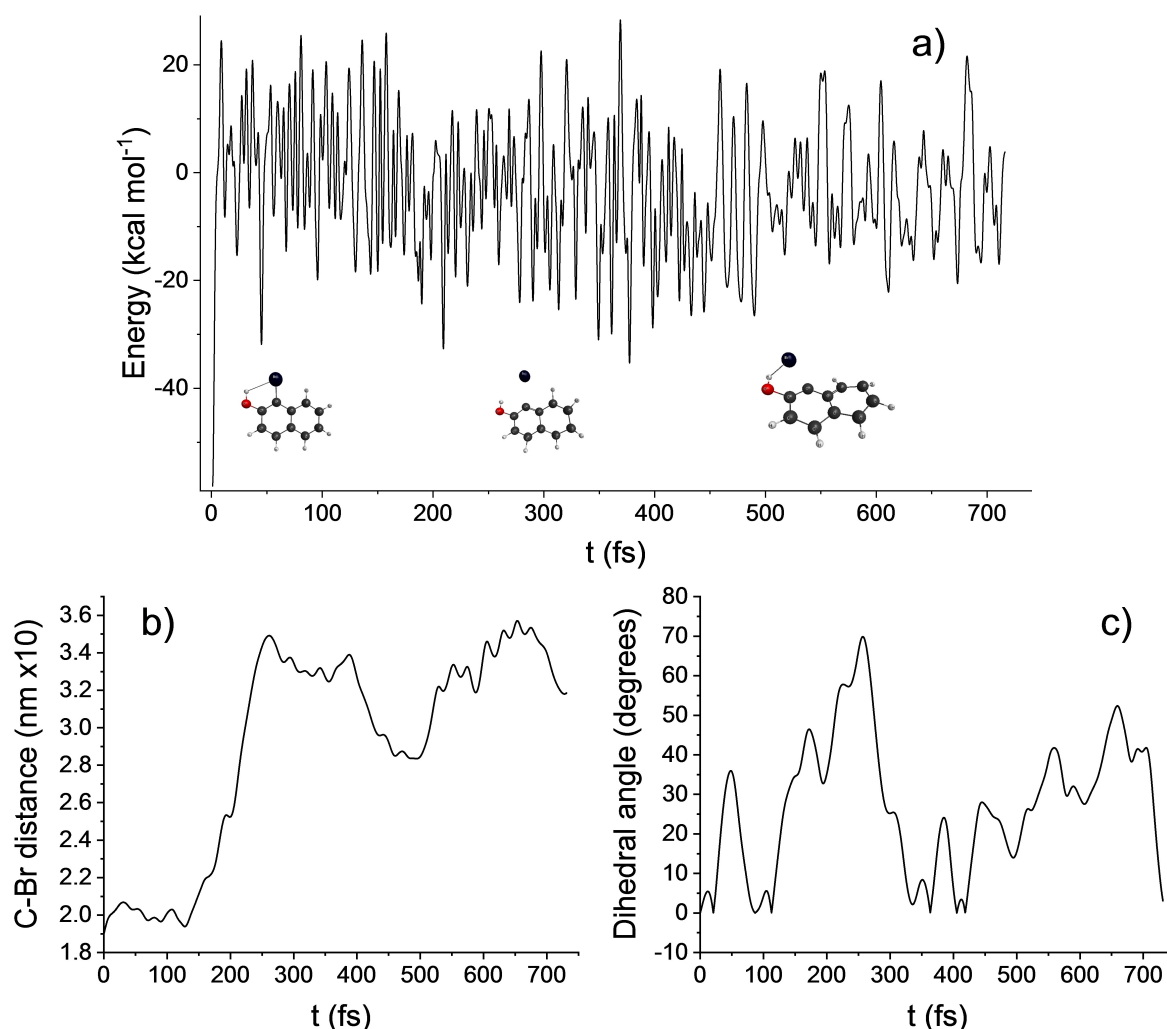 a)
Energy (kcal mol⁻¹)
20
0
-20
-40
0 100 200 300 400 500 600 700
t (fs)
b)
C-Br distance (nm x10)
3.6
3.4
3.2
3.0
2.8
2.6
2.4
2.2
2.0
1.8
0 100 200 300 400 500 600 700
t (fs)
c)
Dihedral angle (degrees)
80
70
60
50
40
30
20
10
0
-10
0 100 200 300 400 500 600 700
t (fs)